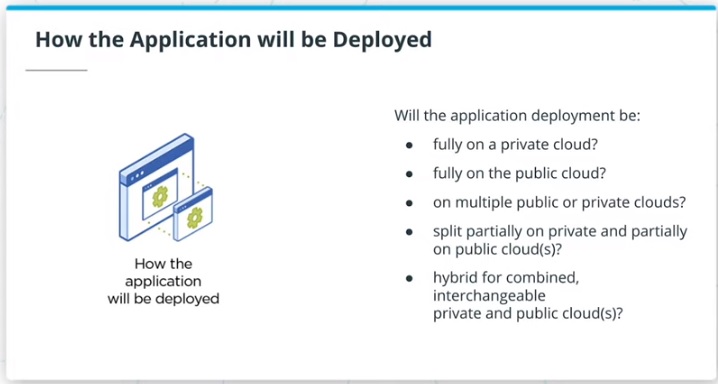 How the Application will be Deployed
How the
application
will be deployed
Will the application deployment be:
● fully on a private cloud?
● fully on the public cloud?
● on multiple public or private clouds?
● split partially on private and partially
on public cloud(s)?
● hybrid for combined,
interchangeable
private and public cloud(s)?